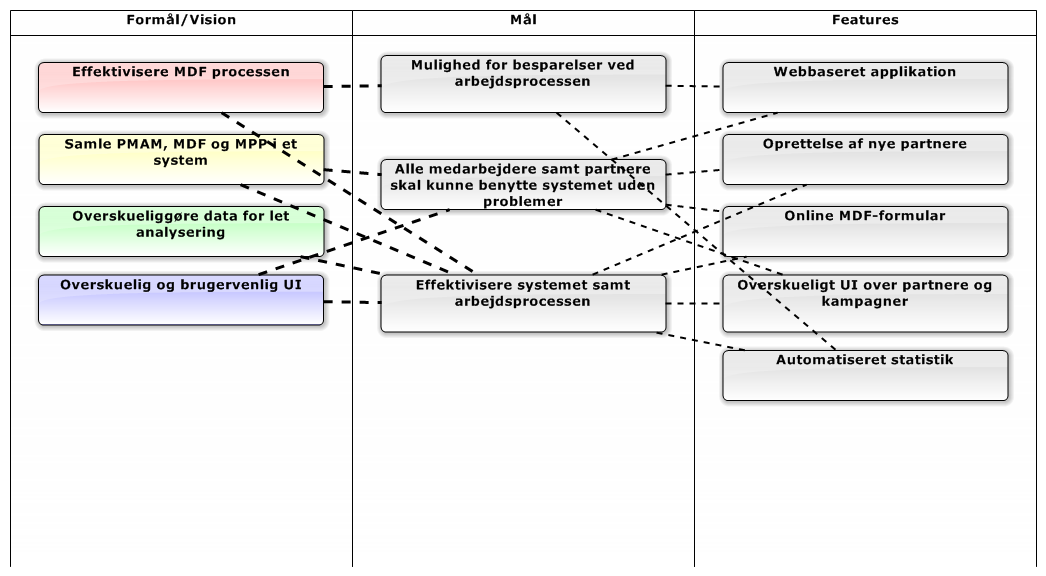 Formål/Vision
Mål
Features
Effektivisere MDF processen
Samle PMAM, MDF og MPP i et
system
Overskueliggøre data for let
analysering
Overskuelig og brugervenlig UI
Mulighed for besparelser ved
arbejdsprocessen
Alle medarbejdere samt partnere
skal kunne benytte systemet uden
problemer
Effektivisere systemet samt
arbejdsprocessen
Webbaseret applikation
Oprettelse af nye partnere
Online MDF-formular
Overskueligt UI over partnere og
kampagner
Automatiseret statistik